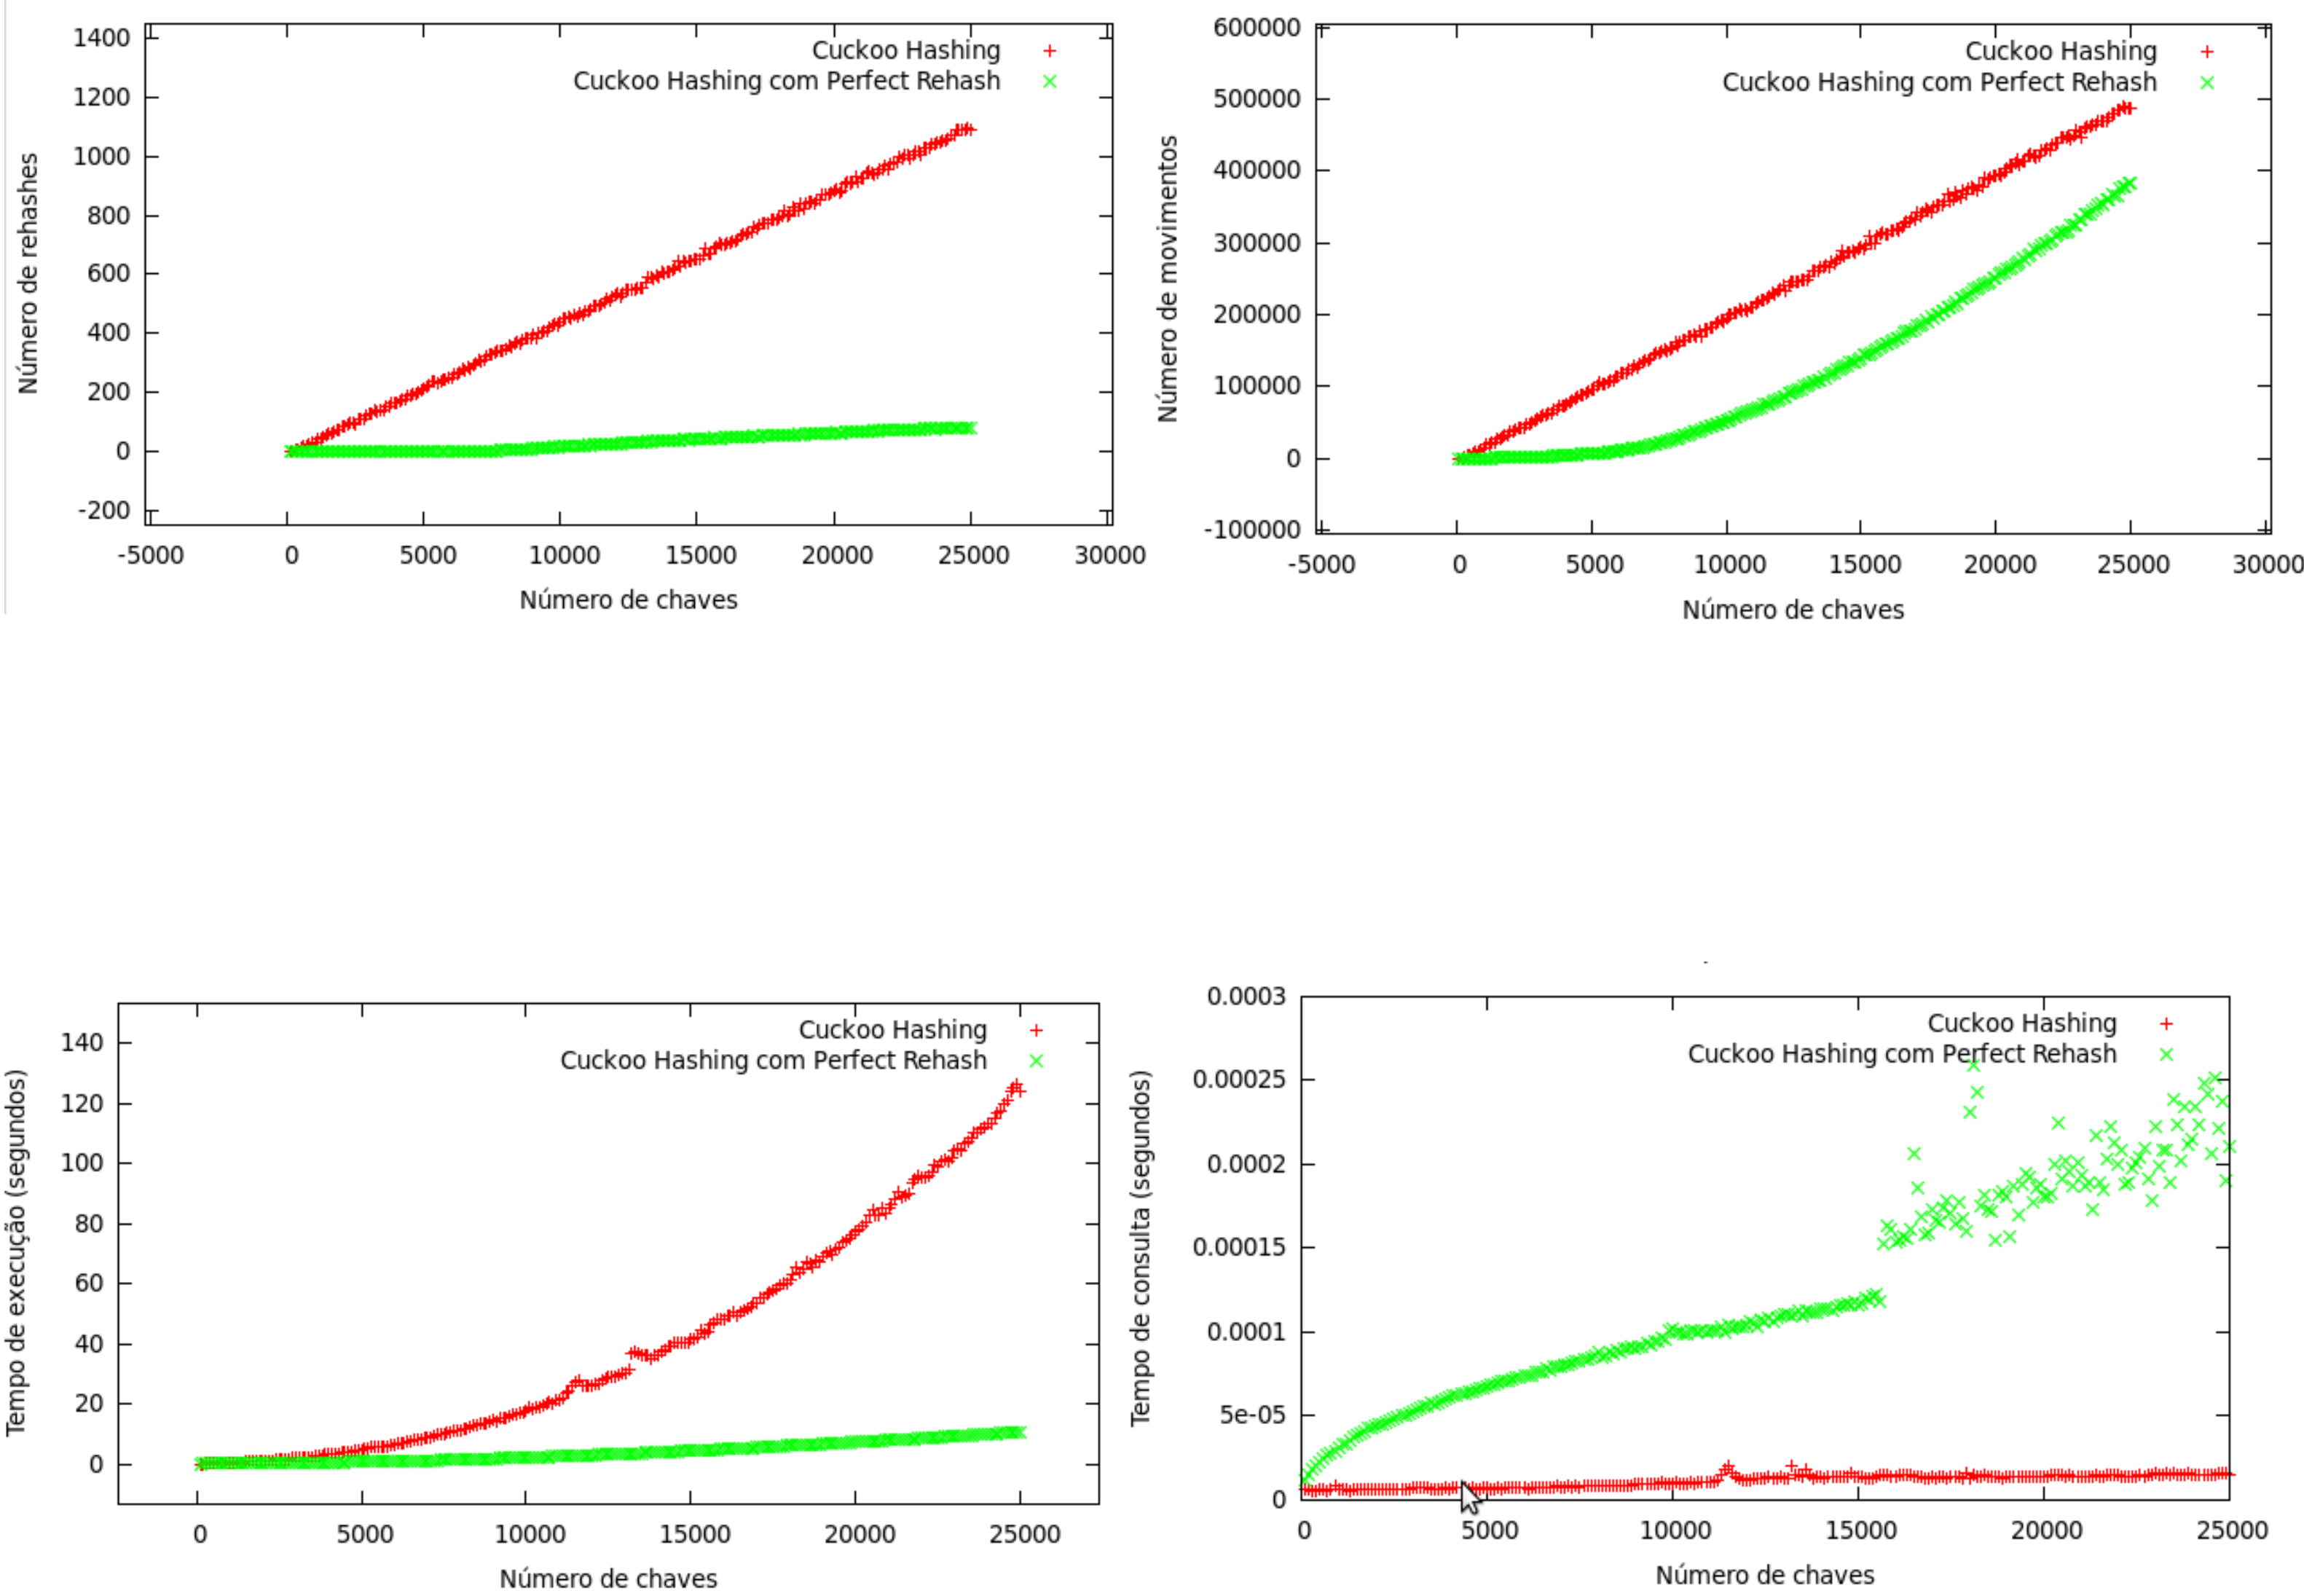 Cuckoo Hashing
Cuckoo Hashing com Perfect Rehash
1400
1200
1000
800
600
400
200
0
-200
Número de rehashes
-5000 0 5000 10000 15000 20000 25000 30000
Número de chaves
Cuckoo Hashing
Cuckoo Hashing com Perfect Rehash
600000
500000
400000
300000
200000
100000
0
-100000
Número de movimentos
-5000 0 5000 10000 15000 20000 25000 30000
Número de chaves
Cuckoo Hashing
Cuckoo Hashing com Perfect Rehash
140
120
100
80
60
40
20
0
Tempo de execução (segundos)
0 5000 10000 15000 20000 25000
Número de chaves
Cuckoo Hashing
Cuckoo Hashing com Perfect Rehash
0.0003
0.00025
0.0002
0.00015
0.0001
5e-05
0
Tempo de consulta (segundos)
0 5000 10000 15000 20000 25000
Número de chaves